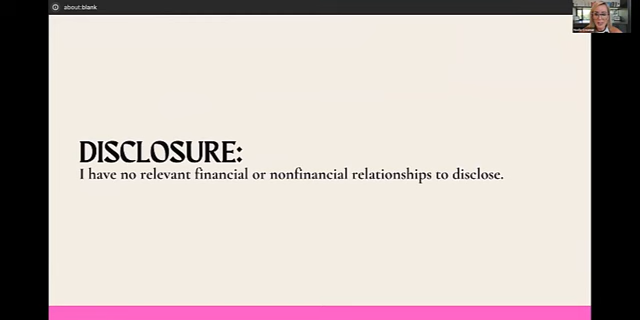 about:blank
DISCLOSURE:
I have no relevant financial or nonfinancial relationships to disclose.